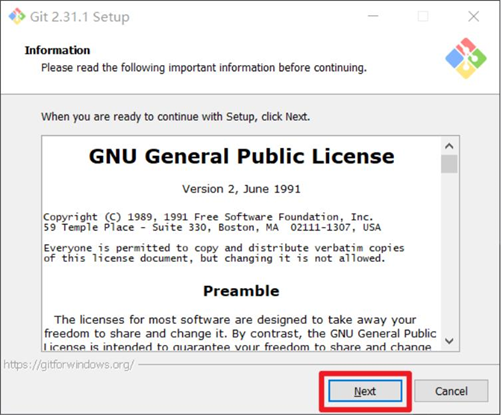 Git 2.31.1 Setup
Information
Please read the following important information before continuing.
When you are ready to continue with Setup, click Next.
GNU General Public License
Version 2, June 1991
Copyright (C) 1989, 1991 Free Software Foundation, Inc.
59 Temple Place - Suite 330, Boston, MA  02111-1307, USA
Everyone is permitted to copy and distribute verbatim copies
of this license document, but changing it is not allowed.
Preamble
The licenses for most software are designed to take away your
freedom to share and change it. By contrast, the GNU General Public
License is intended to guarantee your freedom to share and change
https://gitforwindows.org/
Next
Cancel